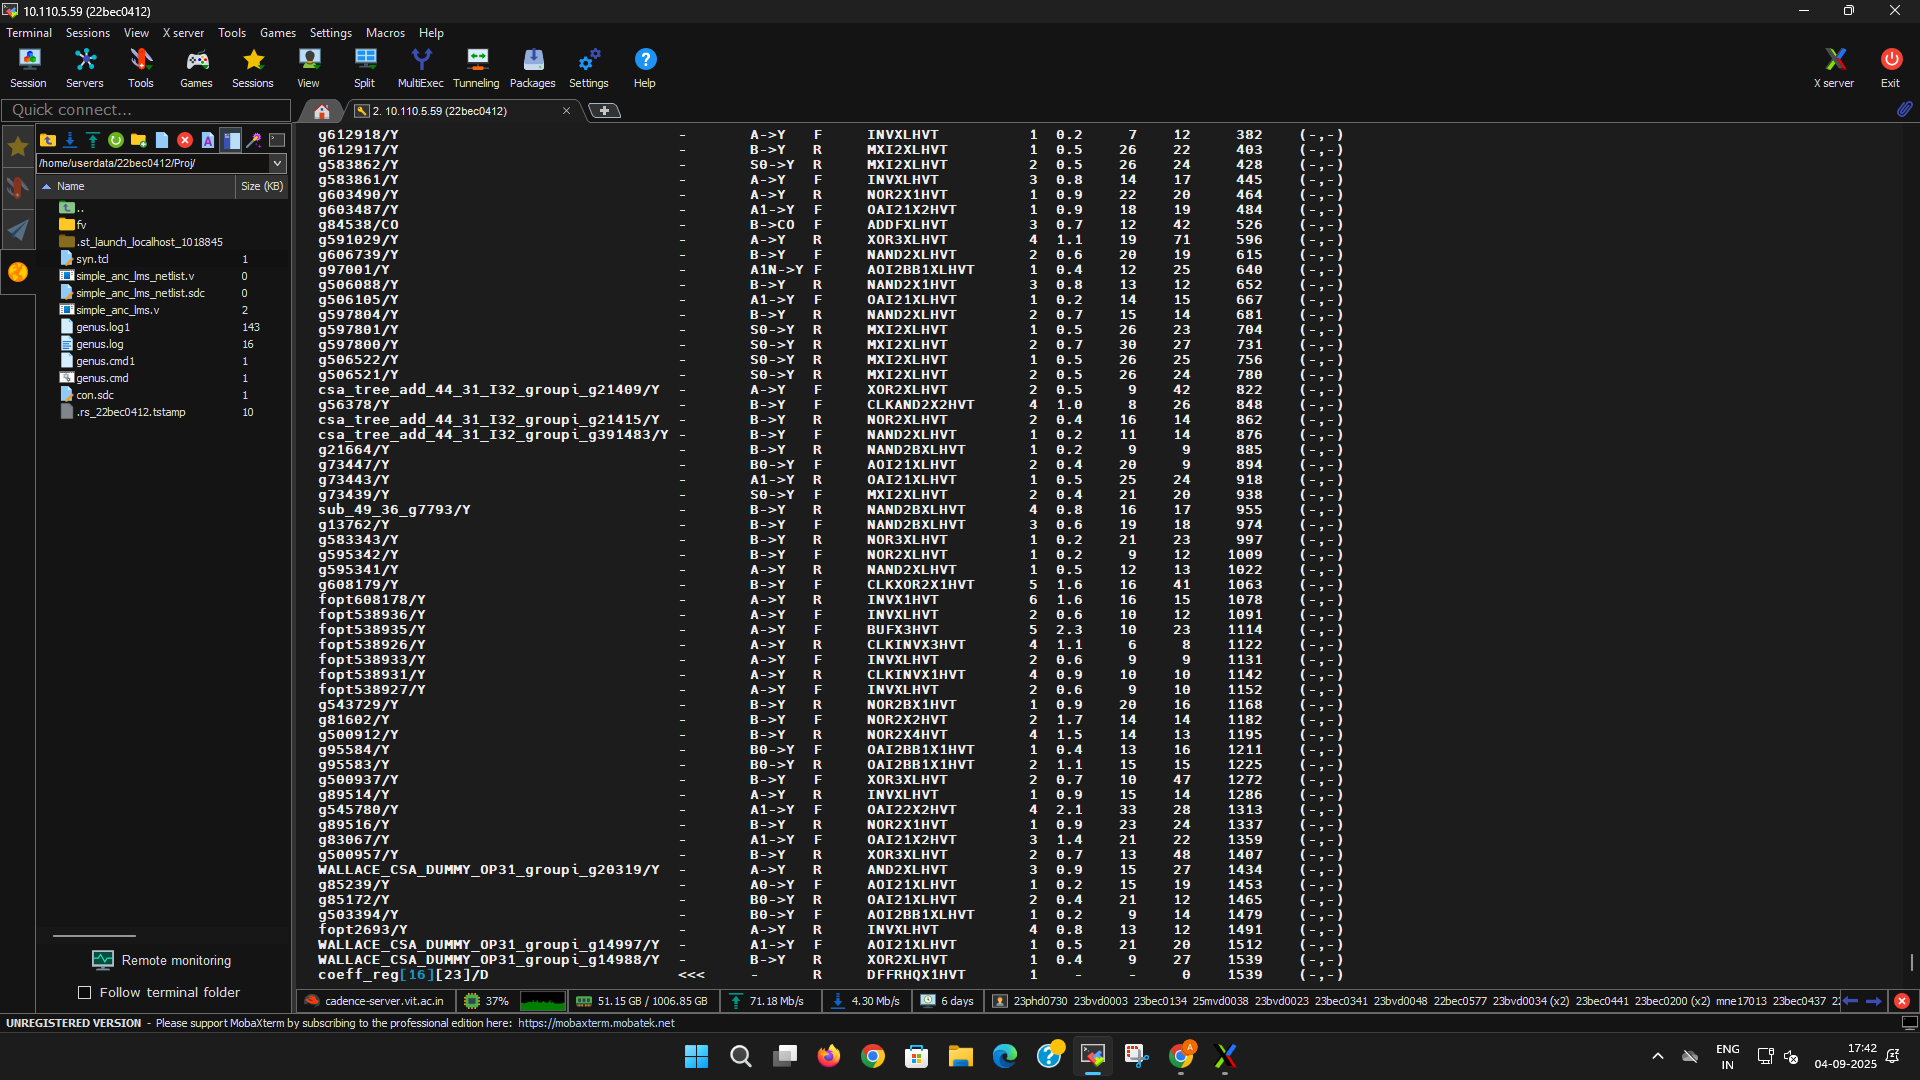 10.110.5.59 (22bec0412)
Terminal Sessions View X server Tools Games Settings Macros Help
Session Servers Tools Games Sessions View Split MultiExec Tunneling Packages Settings Help X server Exit
Quick connect...
2. 10.110.5.59 (22bec0412)
/home/userdata/22bec0412/Proj/
Name Size (KB)
..
fv
.st_launch_localhost_1018845
syn.tcl 1
simple_anc_lms_netlist.v 0
simple_anc_lms_netlist.sdc 0
simple_anc_lms.v 2
genus.log1 143
genus.log 16
genus.cmd1 1
genus.cmd 1
con.sdc 1
.rs_22bec0412.tstamp 10
Remote monitoring
Follow terminal folder
g612918/Y - A->Y F INVXLHVT 1 0.2 7 12 382 (-,-)
g612917/Y - B->Y R MXI2XLHVT 1 0.5 26 22 403 (-,-)
g583862/Y - S0->Y R MXI2XLHVT 2 0.5 26 24 428 (-,-)
g583861/Y - A->Y F INVXLHVT 3 0.8 14 17 445 (-,-)
g603490/Y - A->Y R NOR2X1HVT 1 0.9 22 20 464 (-,-)
g603487/Y - A1->Y F OAI21X2HVT 1 0.9 18 19 484 (-,-)
g84538/CO - B->CO F ADDFXLHVT 3 0.7 12 42 526 (-,-)
g591029/Y - A->Y R XOR3XLHVT 4 1.1 19 71 596 (-,-)
g606739/Y - B->Y F NAND2XLHVT 2 0.6 20 19 615 (-,-)
g97001/Y - A1N->Y F AOI2BB1XLHVT 1 0.4 12 25 640 (-,-)
g506088/Y - B->Y R NAND2X1HVT 3 0.8 13 12 652 (-,-)
g506105/Y - A1->Y F OAI21XLHVT 1 0.2 14 15 667 (-,-)
g597804/Y - B->Y R NAND2XLHVT 2 0.7 15 14 681 (-,-)
g597801/Y - S0->Y R MXI2XLHVT 1 0.5 26 23 704 (-,-)
g597800/Y - S0->Y R MXI2XLHVT 2 0.7 30 27 731 (-,-)
g506522/Y - S0->Y R MXI2XLHVT 1 0.5 26 25 756 (-,-)
g506521/Y - S0->Y R MXI2XLHVT 2 0.5 26 24 780 (-,-)
csa_tree_add_44_31_I32_groupi_g21409/Y - A->Y F XOR2XLHVT 2 0.5 9 42 822 (-,-)
g56378/Y - B->Y F CLKAND2X2HVT 4 1.0 8 26 848 (-,-)
csa_tree_add_44_31_I32_groupi_g21415/Y - B->Y R NOR2XLHVT 2 0.4 16 14 862 (-,-)
csa_tree_add_44_31_I32_groupi_g391483/Y - B->Y F NAND2XLHVT 1 0.2 11 14 876 (-,-)
g21664/Y - B->Y R NAND2BXLHVT 1 0.2 9 9 885 (-,-)
g73447/Y - B0->Y F AOI21XLHVT 2 0.4 20 9 894 (-,-)
g73443/Y - A1->Y R OAI21XLHVT 1 0.5 25 24 918 (-,-)
g73439/Y - S0->Y F MXI2XLHVT 2 0.4 21 20 938 (-,-)
sub_49_36_g7793/Y - B->Y R NAND2BXLHVT 4 0.8 16 17 955 (-,-)
g13762/Y - B->Y F NAND2BXLHVT 3 0.6 19 18 974 (-,-)
g583343/Y - B->Y R NOR3XLHVT 1 0.2 21 23 997 (-,-)
g595342/Y - B->Y F NOR2XLHVT 1 0.2 9 12 1009 (-,-)
g595341/Y - A->Y R NAND2XLHVT 1 0.5 12 13 1022 (-,-)
g608179/Y - B->Y F CLKXOR2X1HVT 5 1.6 16 41 1063 (-,-)
fopt608178/Y - A->Y R INVX1HVT 6 1.6 16 15 1078 (-,-)
fopt538936/Y - A->Y F INVXLHVT 2 0.6 10 12 1091 (-,-)
fopt538935/Y - A->Y F BUFX3HVT 5 2.3 10 23 1114 (-,-)
fopt538926/Y - A->Y R CLKINVX3HVT 4 1.1 6 8 1122 (-,-)
fopt538933/Y - A->Y F INVXLHVT 2 0.6 9 9 1131 (-,-)
fopt538931/Y - A->Y R CLKINVX1HVT 4 0.9 10 10 1142 (-,-)
fopt538927/Y - A->Y F INVXLHVT 2 0.6 9 10 1152 (-,-)
g543729/Y - B->Y R NOR2BX1HVT 1 0.9 20 16 1168 (-,-)
g81602/Y - B->Y F NOR2X2HVT 2 1.7 14 14 1182 (-,-)
g500912/Y - B->Y R NOR2X4HVT 4 1.5 14 13 1195 (-,-)
g95584/Y - B0->Y F OAI2BB1X1HVT 1 0.4 13 16 1211 (-,-)
g95583/Y - B0->Y R OAI2BB1X1HVT 2 1.1 15 15 1225 (-,-)
g500937/Y - B->Y F XOR3XLHVT 2 0.7 10 47 1272 (-,-)
g89514/Y - A->Y R INVXLHVT 1 0.9 15 14 1286 (-,-)
g545780/Y - A1->Y F OAI22X2HVT 4 2.1 33 28 1313 (-,-)
g89516/Y - B->Y R NOR2X1HVT 1 0.9 23 24 1337 (-,-)
g83067/Y - A1->Y F OAI21X2HVT 3 1.4 21 22 1359 (-,-)
g500957/Y - B->Y R XOR3XLHVT 2 0.7 13 48 1407 (-,-)
WALLACE_CSA_DUMMY_OP31_groupi_g20319/Y - A->Y R AND2XLHVT 3 0.9 15 27 1434 (-,-)
g85239/Y - A0->Y F AOI21XLHVT 1 0.2 15 19 1453 (-,-)
g85172/Y - B0->Y R OAI21XLHVT 2 0.4 21 12 1465 (-,-)
g503394/Y - B0->Y F AOI2BB1XLHVT 1 0.2 9 14 1479 (-,-)
fopt2693/Y - A->Y R INVXLHVT 4 0.8 13 12 1491 (-,-)
WALLACE_CSA_DUMMY_OP31_groupi_g14997/Y - A1->Y F AOI21XLHVT 1 0.5 21 20 1512 (-,-)
WALLACE_CSA_DUMMY_OP31_groupi_g14988/Y - B->Y R XOR2XLHVT 1 0.4 9 27 1539 (-,-)
coeff_reg[16][23]/D <<< - R DFFRHQX1HVT 1 - - 0 1539 (-,-)
cadence-server.vit.ac.in 37% 51.15 GB / 1006.85 GB 71.18 Mb/s 4.30 Mb/s 6 days 23phd0730 23bvd0003 23bec0134 25mvd0038 23bvd0023 23bec0341 23bvd0048 22bec0577 23bvd0034 (x2) 23bec0441 23bec0200 (x2) mne17013 23bec0437
UNREGISTERED VERSION - Please support MobaXterm by subscribing to the professional edition here: https://mobaxterm.mobatek.net
ENG
IN
17:42
04-09-2025